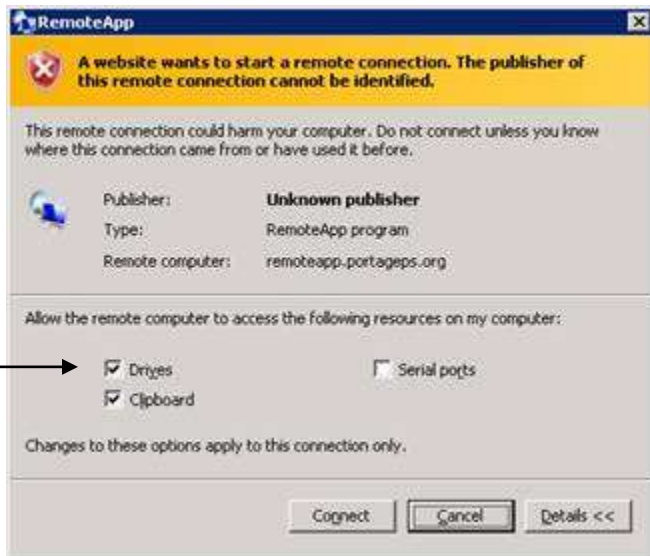 RemoteApp
A website wants to start a remote connection. The publisher of
this remote connection cannot be identified.
This remote connection could harm your computer. Do not connect unless you know
where this connection came from or have used it before.
Publisher: Unknown publisher
Type: RemoteApp program
Remote computer: remoteapp.portageps.org
Allow the remote computer to access the following resources on my computer:
Drives Serial ports
Clipboard
Changes to these options apply to this connection only.
Connect Cancel Details <<